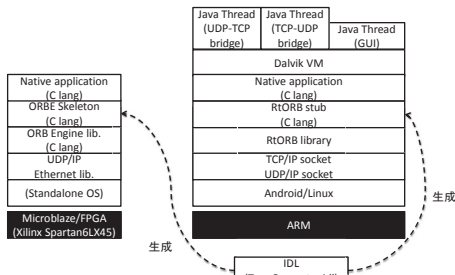 Java Thread
(UDP-TCP
bridge)
Java Thread
(TCP-UDP
bridge)
Java Thread
(GUI)
Dalvik VM
Native application
(C lang)
RtORB stub
(C lang)
RtORB library
TCP/IP socket
UDP/IP socket
Android/Linux
ARM
Native application
(C lang)
ORBE Skeleton
(C lang)
ORB Engine lib.
(C lang)
UDP/IP
Ethernet lib.
(Standalone OS)
Microblaze/FPGA
(Xilinx Spartan6LX45)
生成
生成
IDL